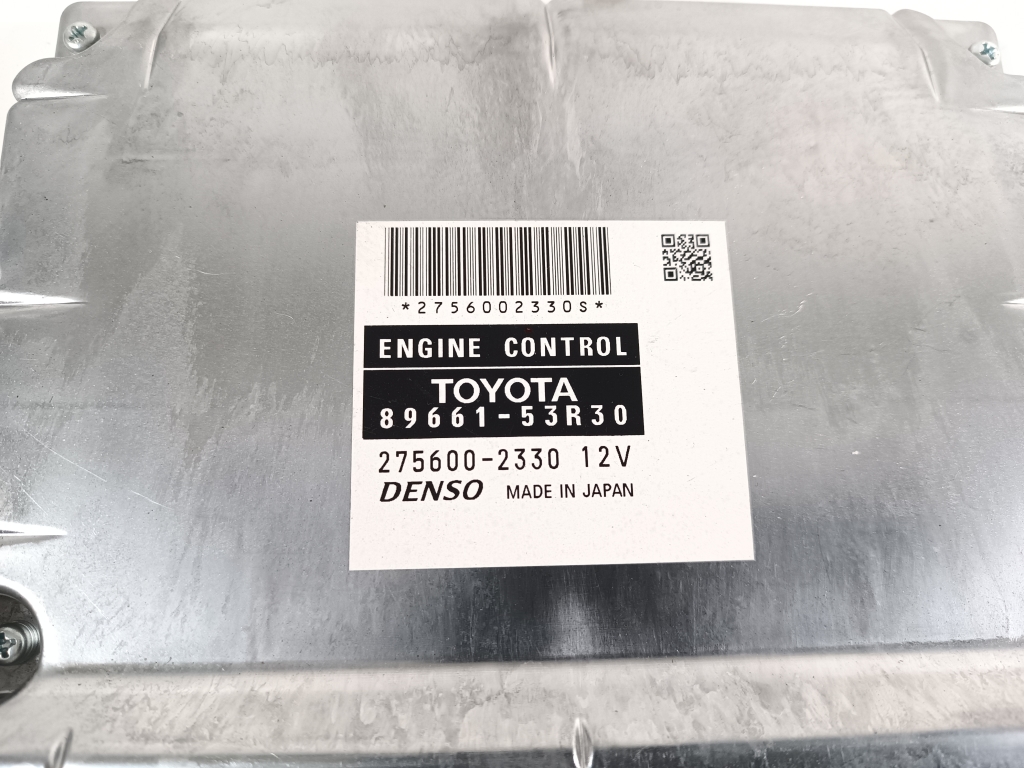 *2756002330S*
ENGINE CONTROL
TOYOTA
89661-53R30
275600-2330 12V
DENSO MADE IN JAPAN